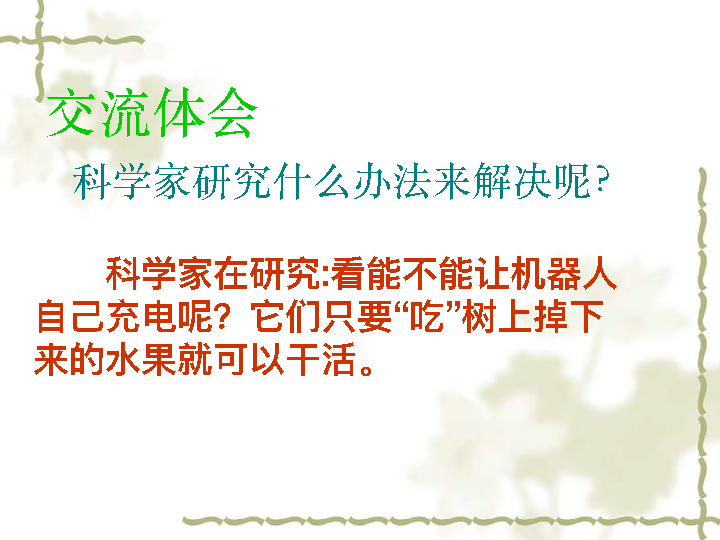 交流体会
科学家研究什么办法来解决呢?
科学家在研究:看能不能让机器人
自己充电呢?它们只要“吃”树上掉下
来的水果就可以干活。